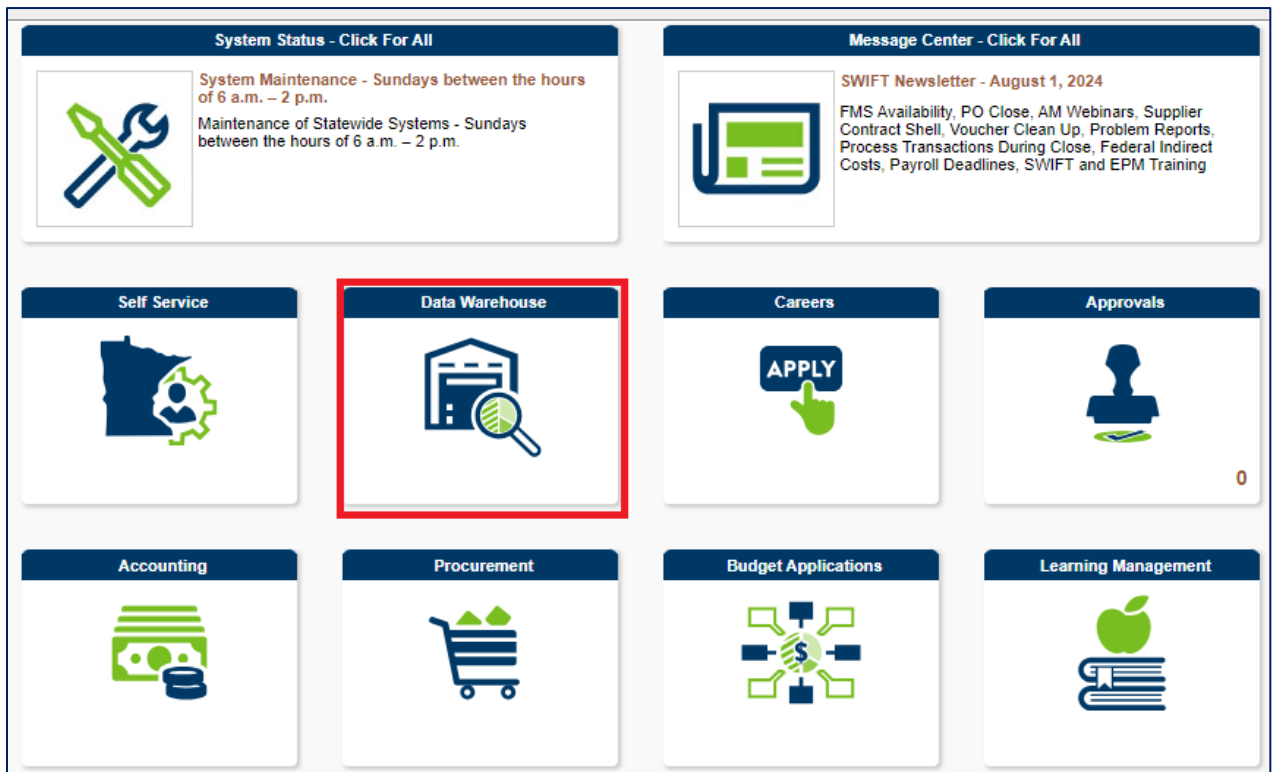 System Status - Click For All
System Maintenance - Sundays between the hours
of 6 a.m. – 2 p.m.
Maintenance of Statewide Systems - Sundays
between the hours of 6 a.m. – 2 p.m.
Message Center - Click For All
SWIFT Newsletter - August 1, 2024
FMS Availability, PO Close, AM Webinars, Supplier
Contract Shell, Voucher Clean Up, Problem Reports,
Process Transactions During Close, Federal Indirect
Costs, Payroll Deadlines, SWIFT and EPM Training
Self Service
Data Warehouse
Careers
APPLY
Approvals
0
Accounting
Procurement
Budget Applications
$
Learning Management